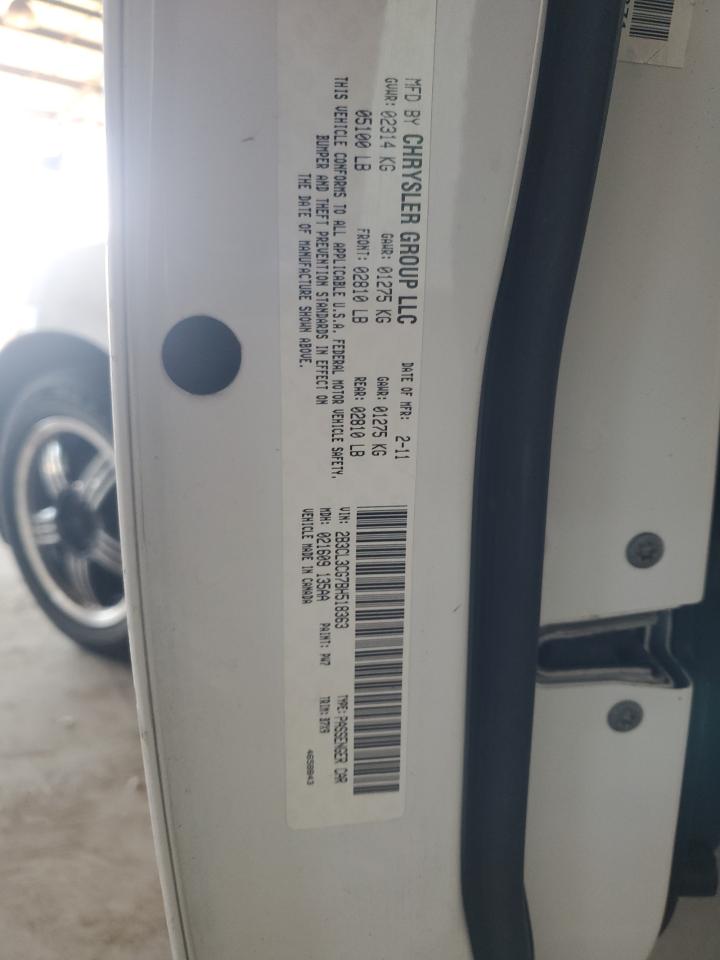 MFD BY CHRYSLER GROUP LLC
DATE OF MFR: 2-11
GVWR: 02314 KG
GAWR: 01275 KG
GAWR: 01275 KG
05100 LB
FRONT: 02810 LB
REAR: 02810 LB
THIS VEHICLE CONFORMS TO ALL APPLICABLE U.S.A. FEDERAL MOTOR VEHICLE SAFETY,
BUMPER AND THEFT PREVENTION STANDARDS IN EFFECT ON
THE DATE OF MANUFACTURE SHOWN ABOVE.
VIN: 2B3CL3CG7BH518363
TYPE: PASSENGER CAR
MDH: 021609 135AA
PAINT: PW7
TRIM:
VEHICLE MADE IN CANADA